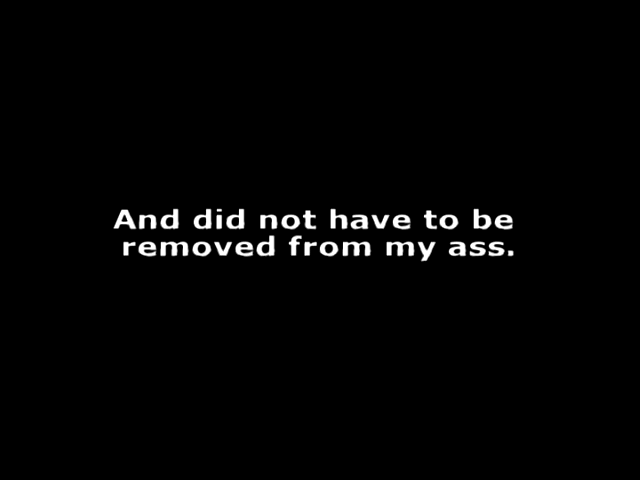 And did not have to be
removed from my ass.